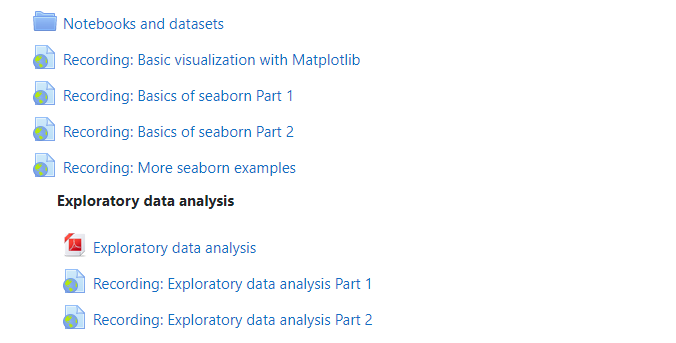 Notebooks and datasets
Recording: Basic visualization with Matplotlib
Recording: Basics of seaborn Part 1
Recording: Basics of seaborn Part 2
Recording: More seaborn examples
Exploratory data analysis
Exploratory data analysis
Recording: Exploratory data analysis Part 1
Recording: Exploratory data analysis Part 2